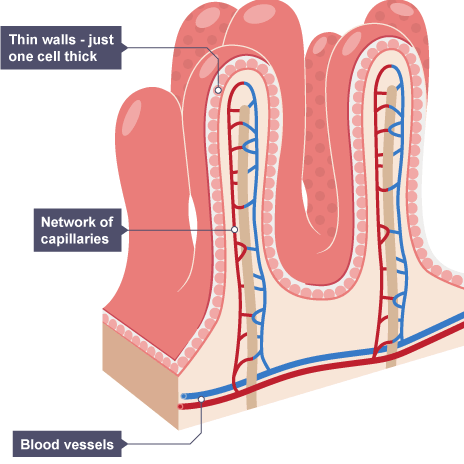 Thin walls - just
one cell thick
Network of
capillaries
Blood vessels